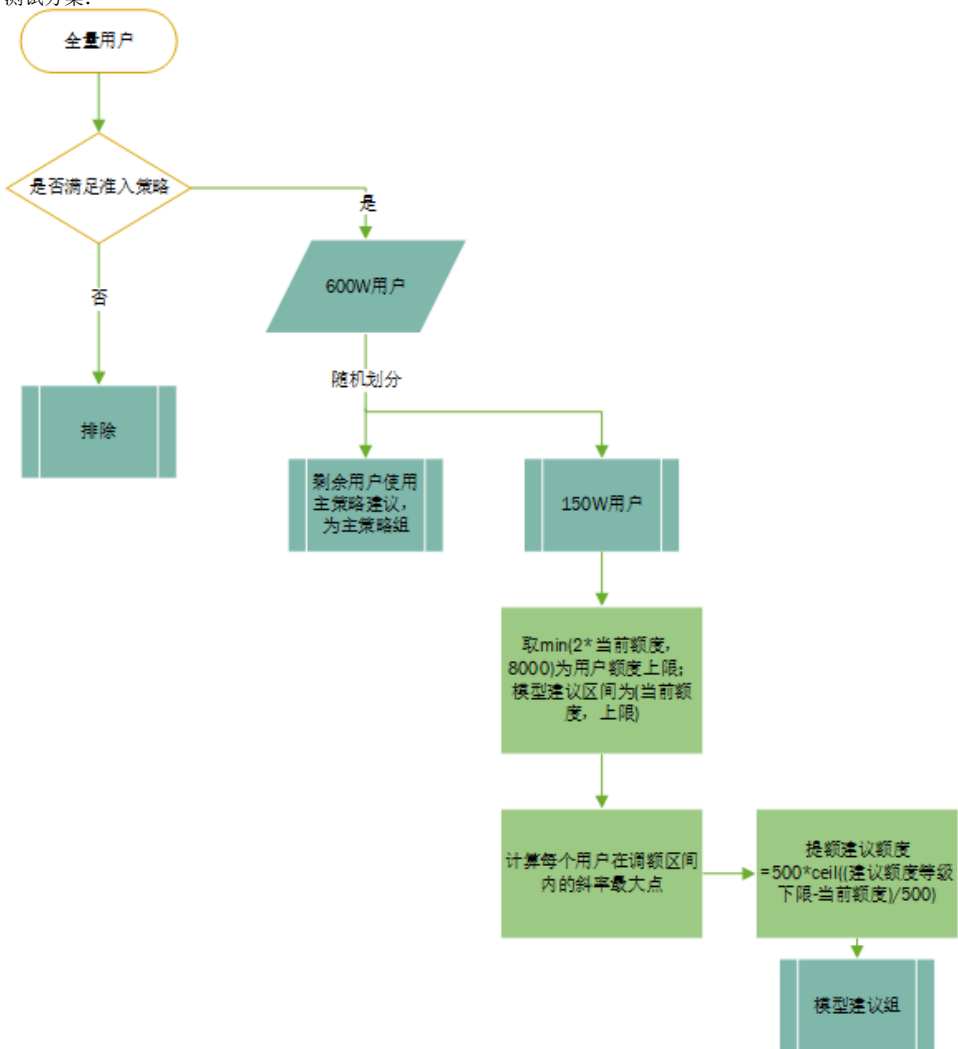 测试方案:
全量用户
是否满足准入策略
是
600W用户
否
随机划分
排除
剩余用户使用
主策略建议，
为主策略组
150W用户
取min(2*当前额度，
8000)为用户额度上限；
模型建议区间为(当前额
度，上限)
计算每个用户在调额区间
内的斜率最大点
提额建议额度
=500*ceil((建议额度等级
下限-当前额度)/500)
模型建议组